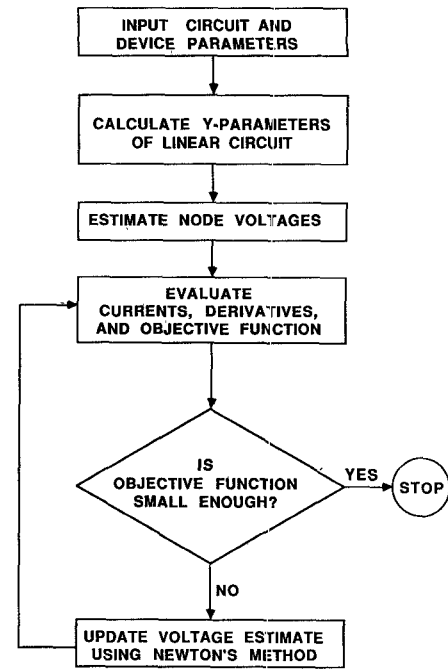 INPUT CIRCUIT AND
DEVICE PARAMETERS
CALCULATE Y-PARAMETERS
OF LINEAR CIRCUIT
ESTIMATE NODE VOLTAGES
EVALUATE
CURRENTS, DERIVATIVES,
AND OBJECTIVE FUNCTION
IS
OBJECTIVE FUNCTION
SMALL ENOUGH?
YES
STOP
NO
UPDATE VOLTAGE ESTIMATE
USING NEWTON'S METHOD